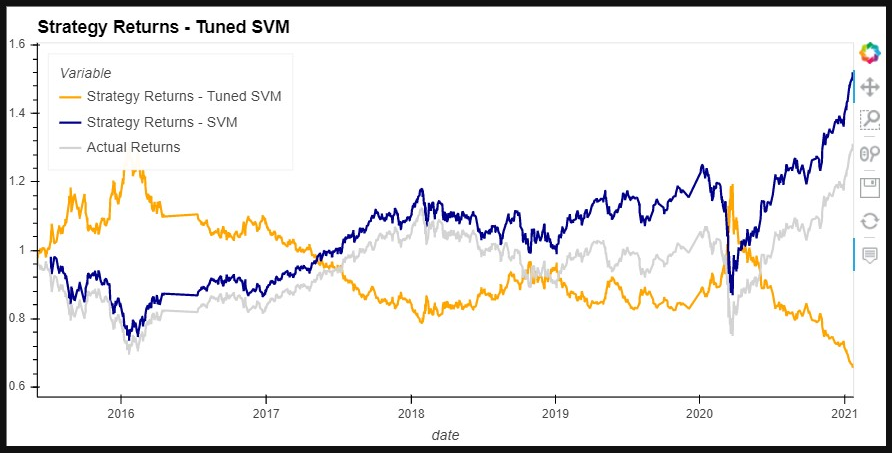 Strategy Returns - Tuned SVM
1.6
1.4
1.2
1
0.8
0.6
Variable
Strategy Returns - Tuned SVM
Strategy Returns - SVM
Actual Returns
2016 2017 2018 2019 2020 2021
date